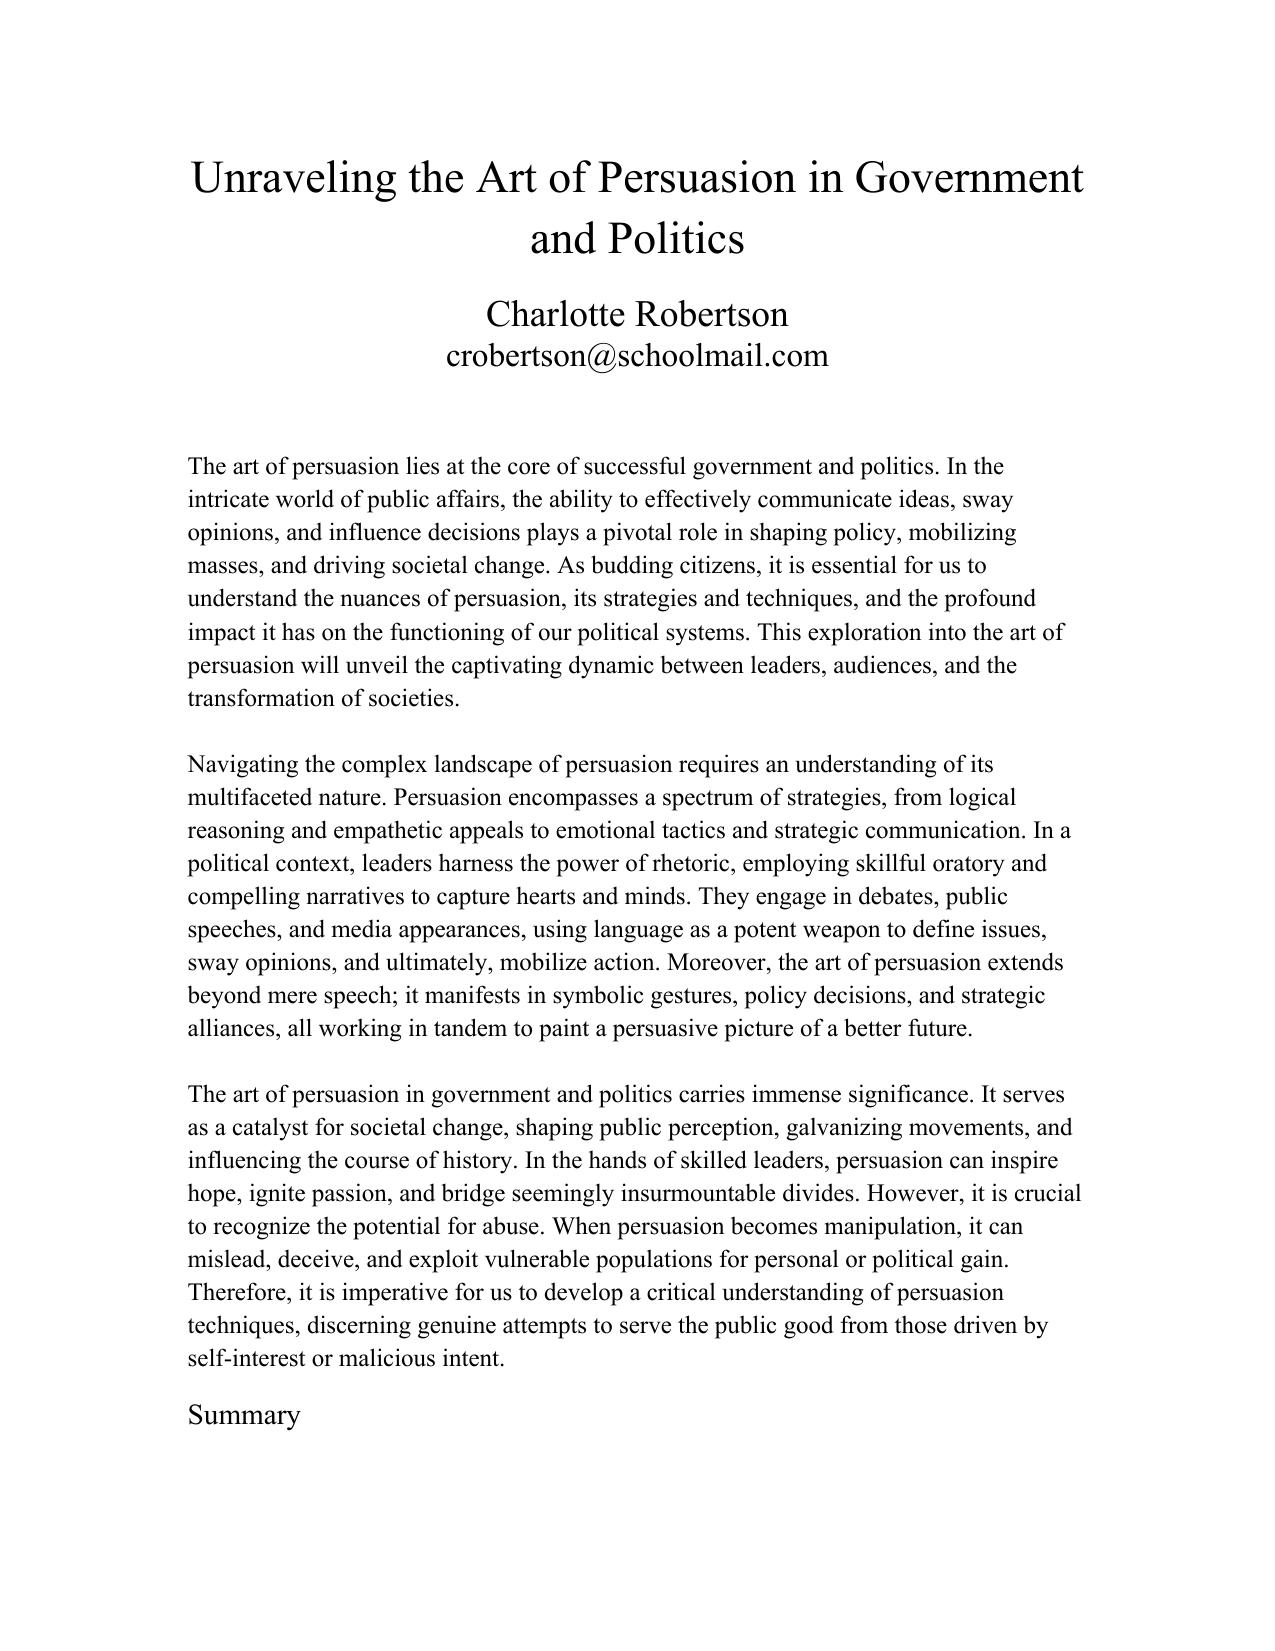 Unraveling the Art of Persuasion in Government
and Politics
Charlotte Robertson
crobertson@schoolmail.com
The art of persuasion lies at the core of successful government and politics. In the
intricate world of public affairs, the ability to effectively communicate ideas, sway
opinions, and influence decisions plays a pivotal role in shaping policy, mobilizing
masses, and driving societal change. As budding citizens, it is essential for us to
understand the nuances of persuasion, its strategies and techniques, and the profound
impact it has on the functioning of our political systems. This exploration into the art of
persuasion will unveil the captivating dynamic between leaders, audiences, and the
transformation of societies.
Navigating the complex landscape of persuasion requires an understanding of its
multifaceted nature. Persuasion encompasses a spectrum of strategies, from logical
reasoning and empathetic appeals to emotional tactics and strategic communication. In a
political context, leaders harness the power of rhetoric, employing skillful oratory and
compelling narratives to capture hearts and minds. They engage in debates, public
speeches, and media appearances, using language as a potent weapon to define issues,
sway opinions, and ultimately, mobilize action. Moreover, the art of persuasion extends
beyond mere speech; it manifests in symbolic gestures, policy decisions, and strategic
alliances, all working in tandem to paint a persuasive picture of a better future.
The art of persuasion in government and politics carries immense significance. It serves
as a catalyst for societal change, shaping public perception, galvanizing movements, and
influencing the course of history. In the hands of skilled leaders, persuasion can inspire
hope, ignite passion, and bridge seemingly insurmountable divides. However, it is crucial
to recognize the potential for abuse. When persuasion becomes manipulation, it can
mislead, deceive, and exploit vulnerable populations for personal or political gain.
Therefore, it is imperative for us to develop a critical understanding of persuasion
techniques, discerning genuine attempts to serve the public good from those driven by
self-interest or malicious intent.
Summary